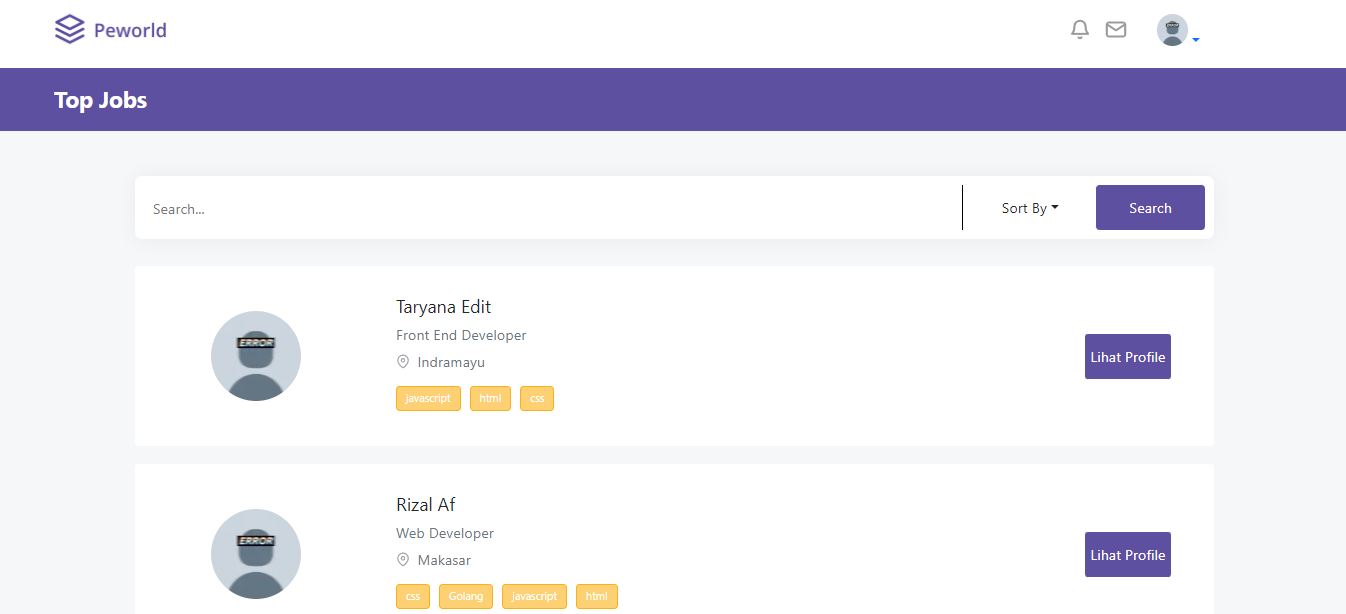 Peworld
Top Jobs
Search...
Sort By
Search
Taryana Edit
Front End Developer
Indramayu
javascript html css
ERROR
Lihat Profile
Rizal Af
Web Developer
Makasar
css Golang javascript html
ERROR
Lihat Profile